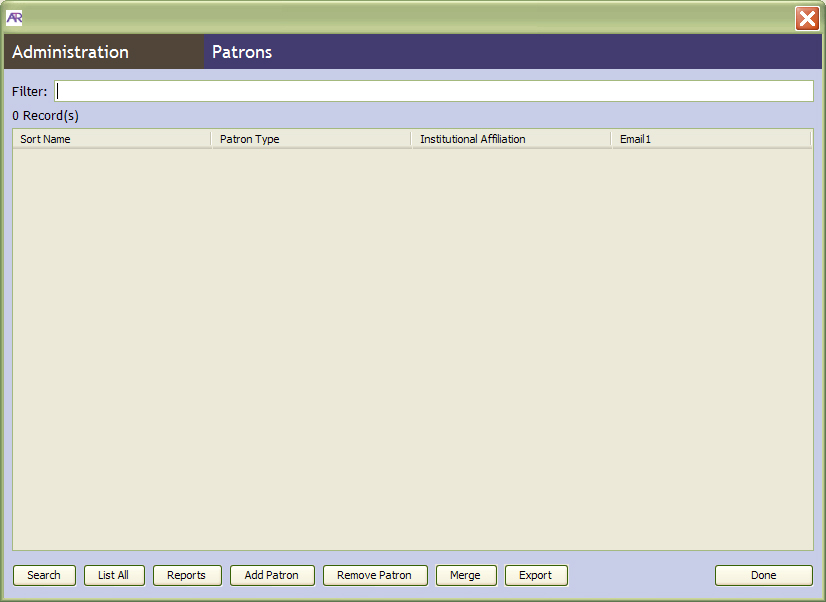 AR
Administration Patrons
Filter:
0 Record(s)
Sort Name Patron Type Institutional Affiliation Email1
Search List All Reports Add Patron Remove Patron Merge Export Done